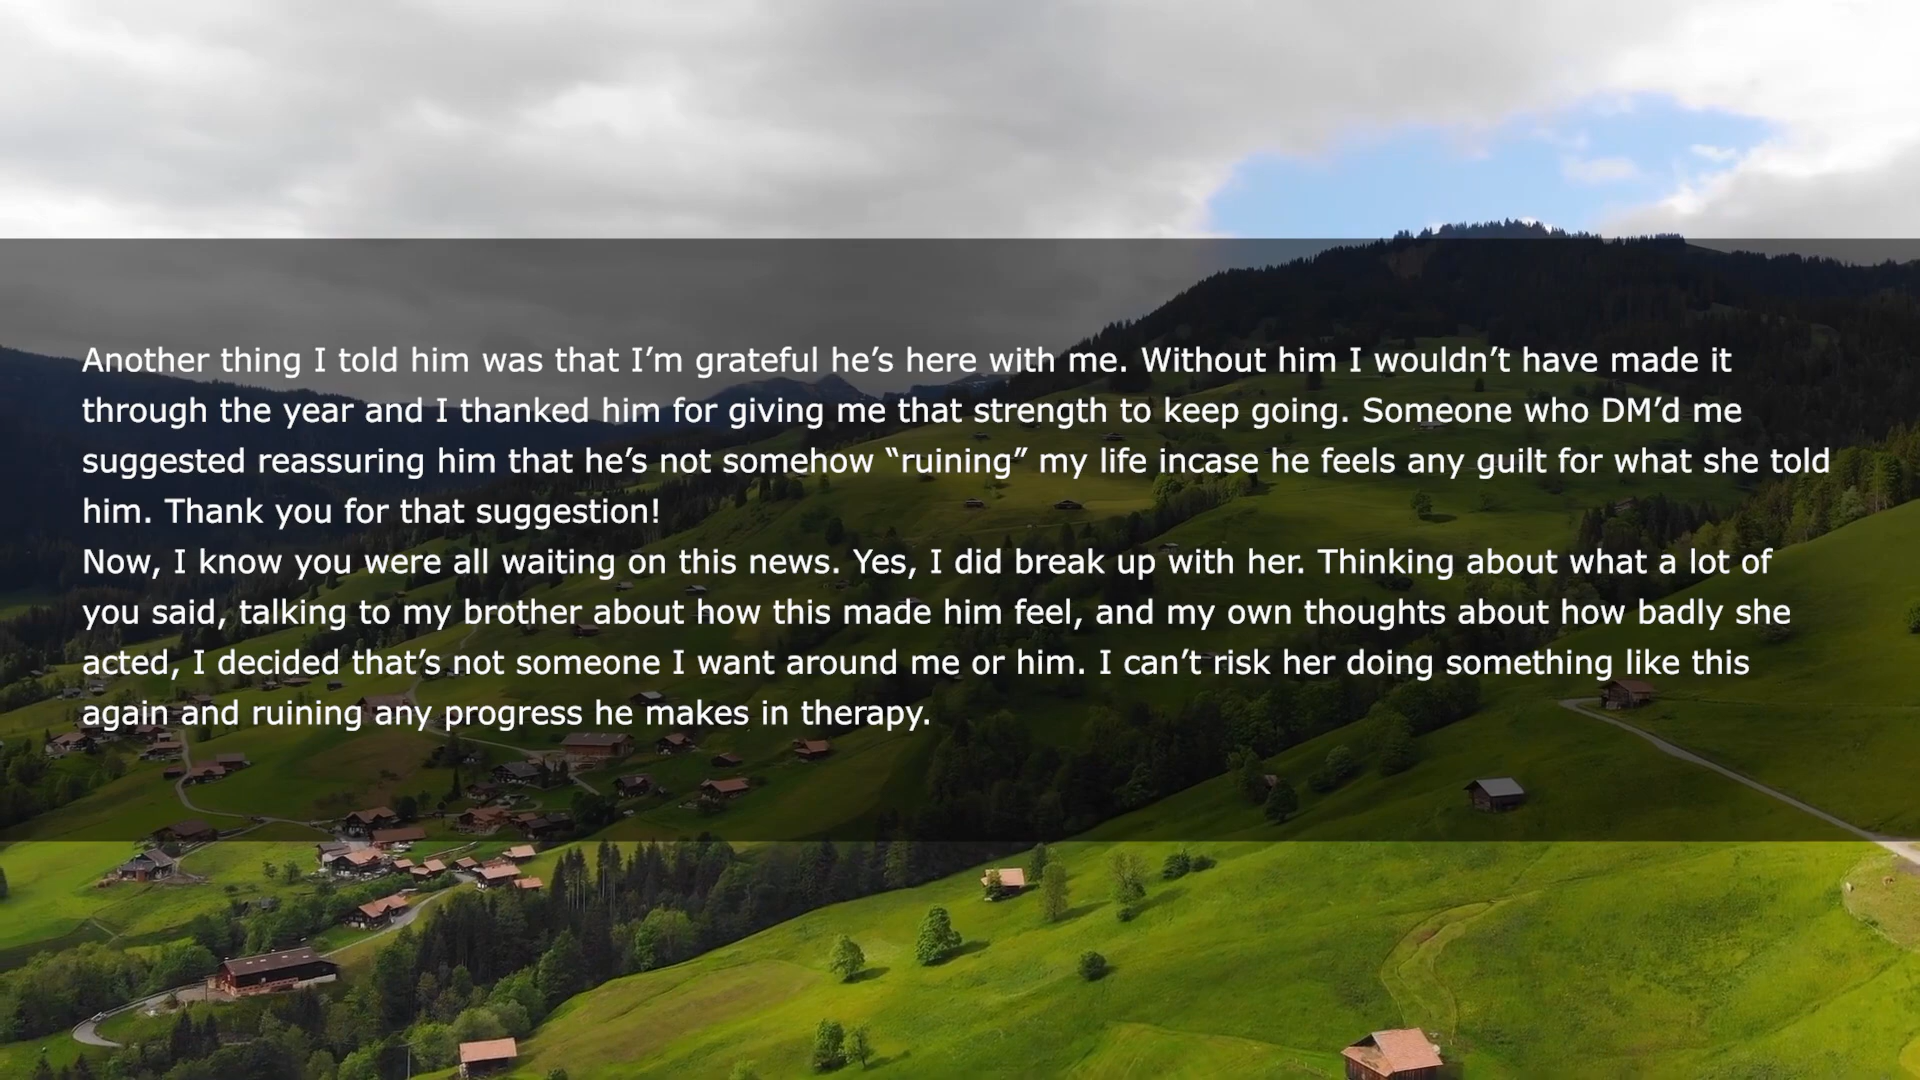 Another thing I told him was that I’m grateful he’s here with me. Without him I wouldn’t have made it
through the year and I thanked him for giving me that strength to keep going. Someone who DM’d me
suggested reassuring him that he’s not somehow “ruining” my life incase he feels any guilt for what she told
him. Thank you for that suggestion!
Now, I know you were all waiting on this news. Yes, I did break up with her. Thinking about what a lot of
you said, talking to my brother about how this made him feel, and my own thoughts about how badly she
acted, I decided that’s not someone I want around me or him. I can’t risk her doing something like this
again and ruining any progress he makes in therapy.